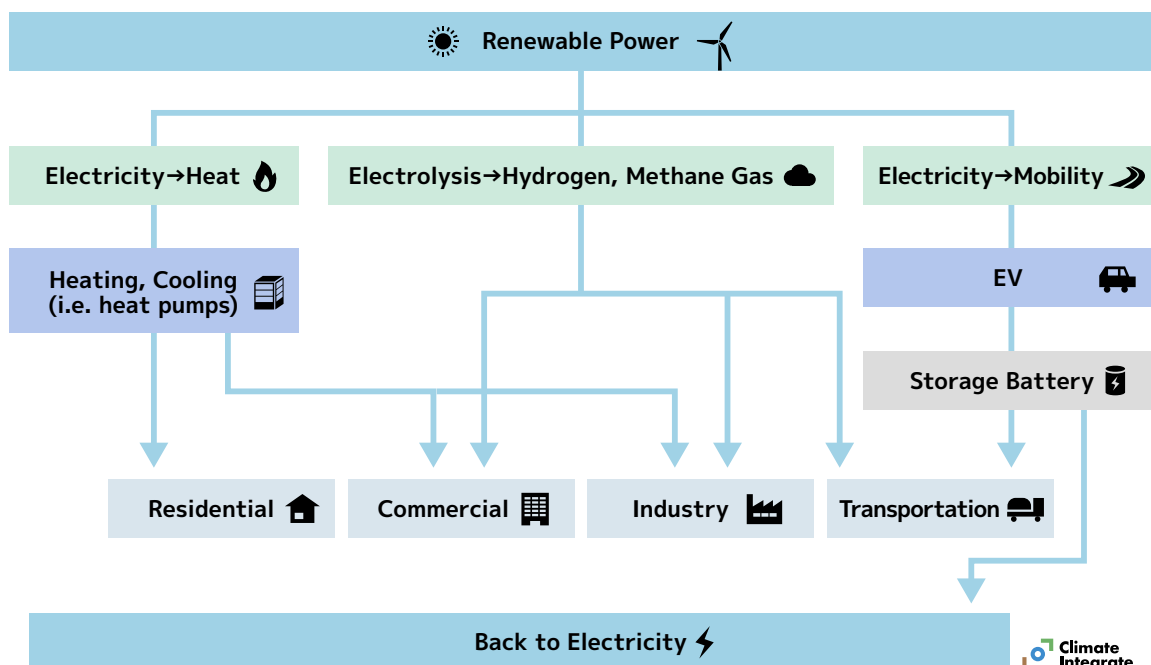 Renewable Power
Electricity→Heat
Electrolysis→Hydrogen, Methane Gas
Electricity→Mobility
Heating, Cooling
(i.e. heat pumps)
EV
Storage Battery
Residential
Commercial
Industry
Transportation
Back to Electricity
Climate
Integrate